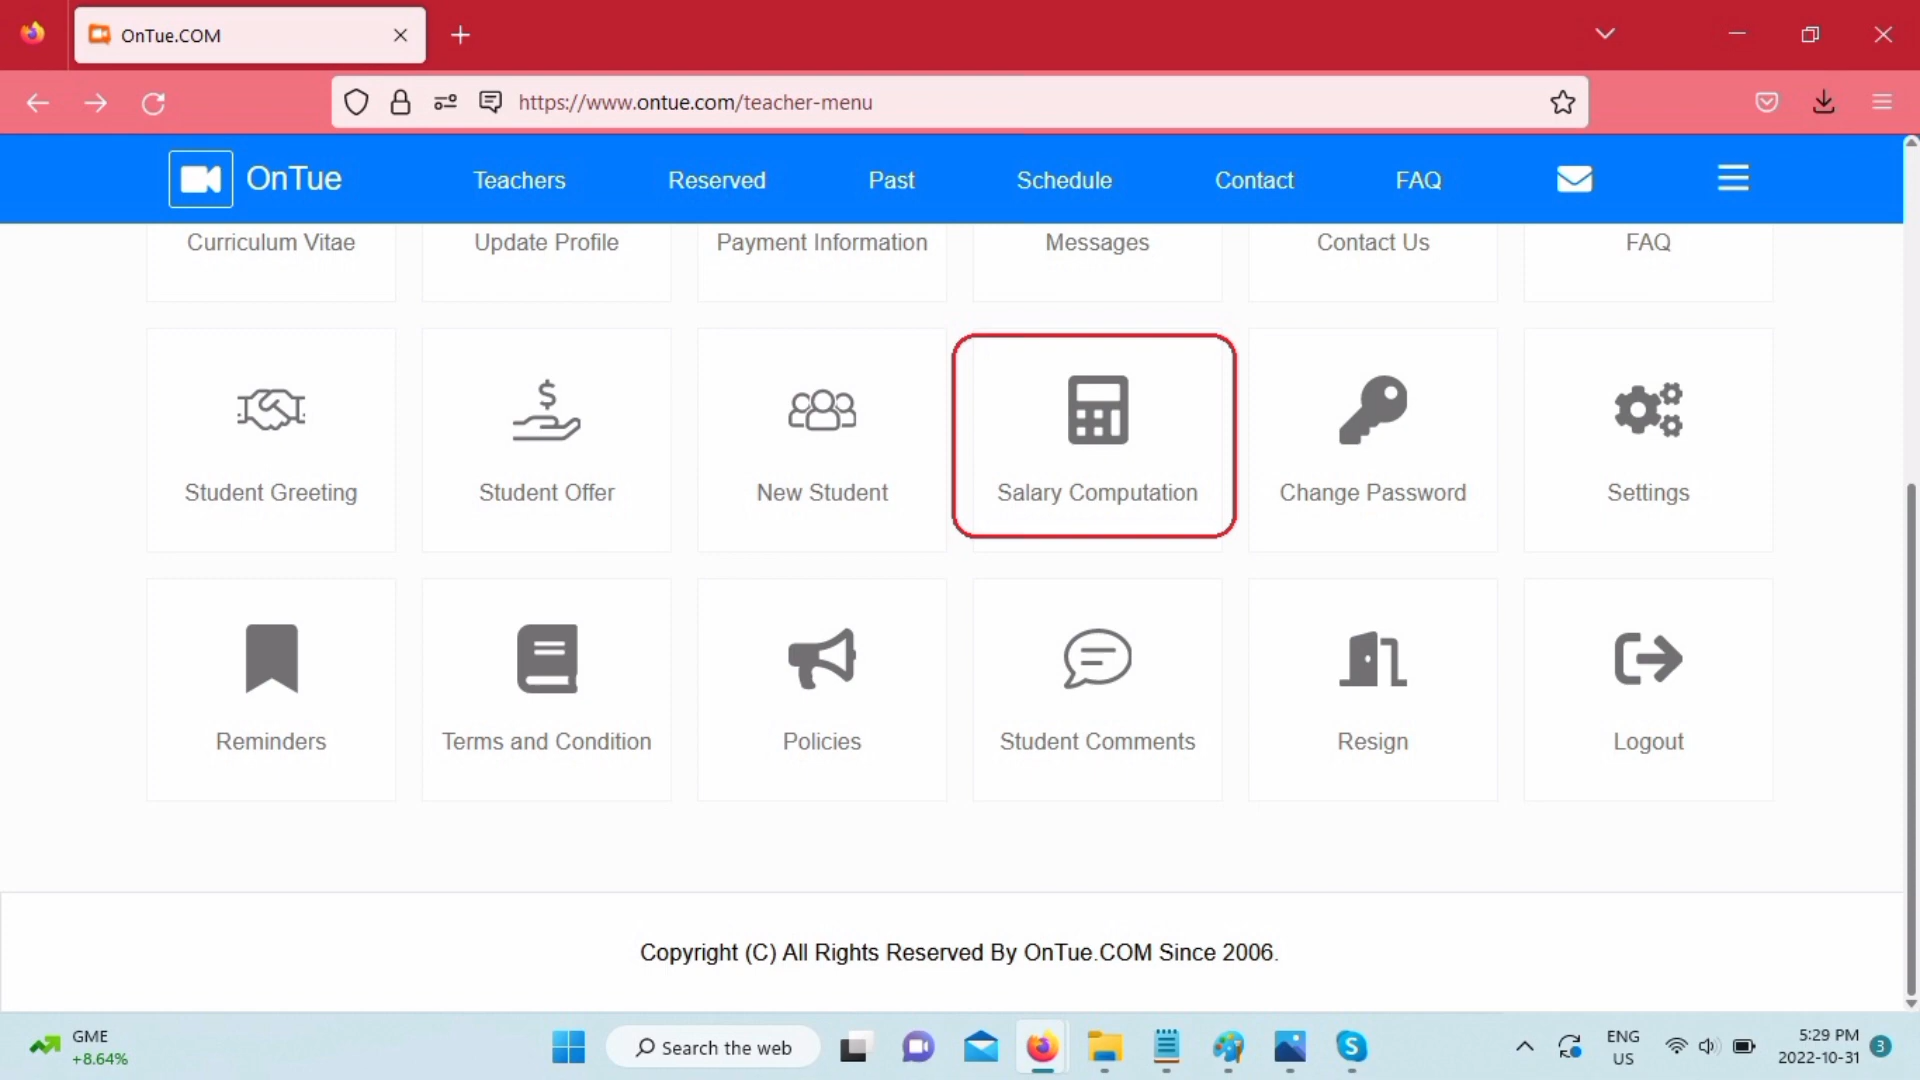 OnTue.COM
https://www.ontue.com/teacher-menu
OnTue Teachers Reserved Past Schedule Contact FAQ
Curriculum Vitae Update Profile Payment Information Messages Contact Us FAQ
Student Greeting Student Offer New Student Salary Computation Change Password Settings
Reminders Terms and Condition Policies Student Comments Resign Logout
Copyright (C) All Rights Reserved By OnTue.COM Since 2006.
GME
+8.64%
Search the web
S
ENG
US
5:29 PM
2022-10-31
3